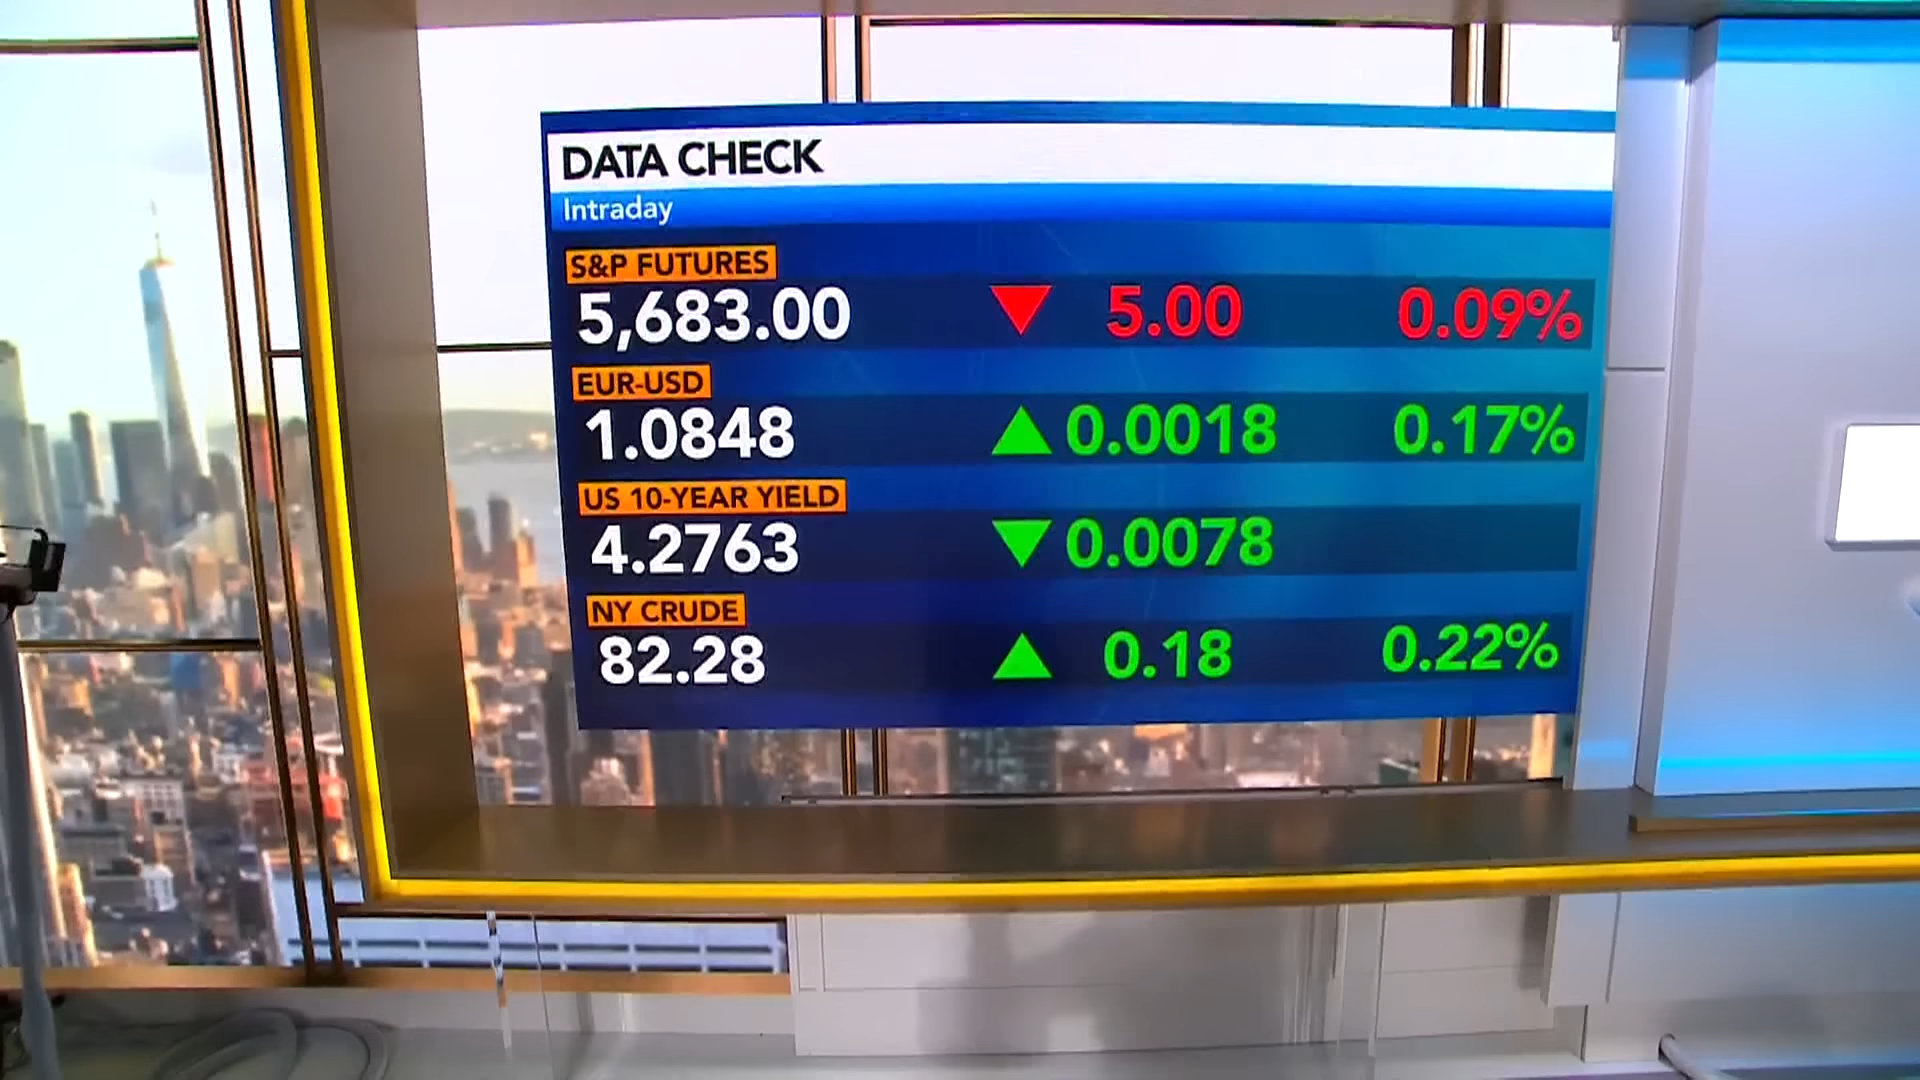 DATA CHECK
Intraday
S&P FUTURES
5,683.00 ▼ 5.00 0.09%
EUR-USD
1.0848 ▲ 0.0018 0.17%
US 10-YEAR YIELD
4.2763 ▼ 0.0078
NY CRUDE
82.28 ▲ 0.18 0.22%